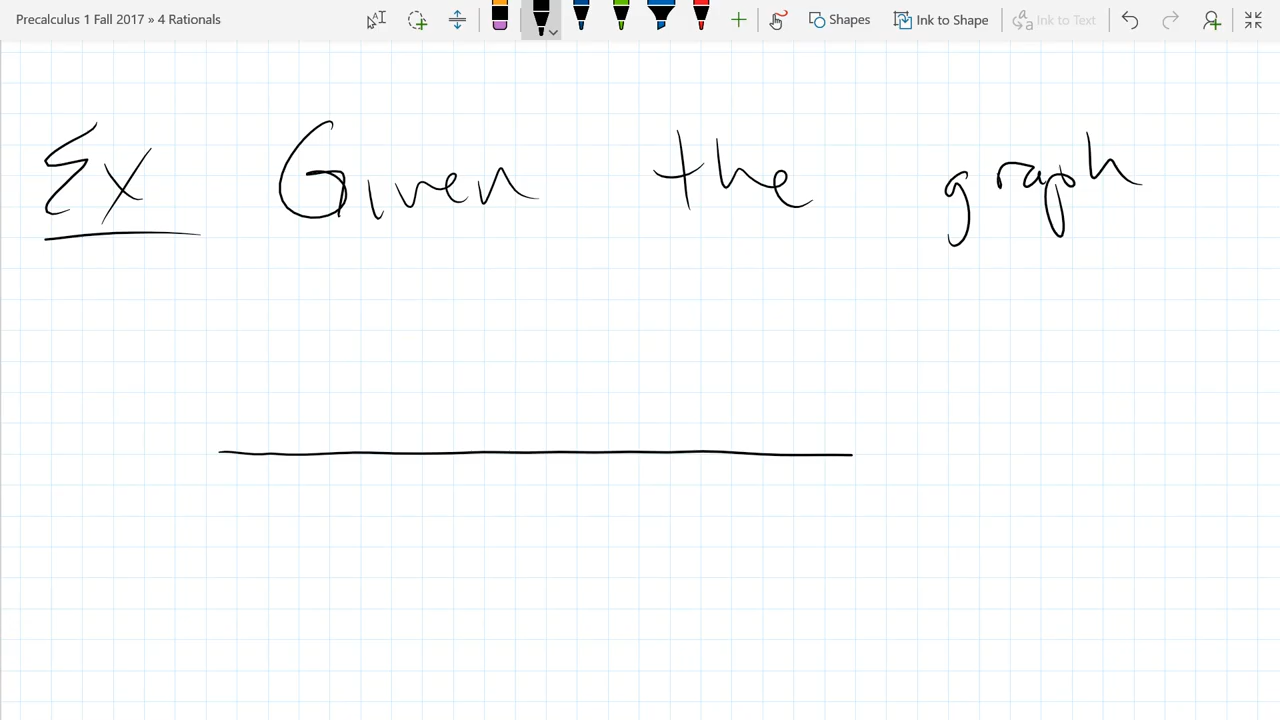 Precalculus 1 Fall 2017 » 4 Rationals
Shapes
Ink to Shape
Ink to Text
Ex Given the graph